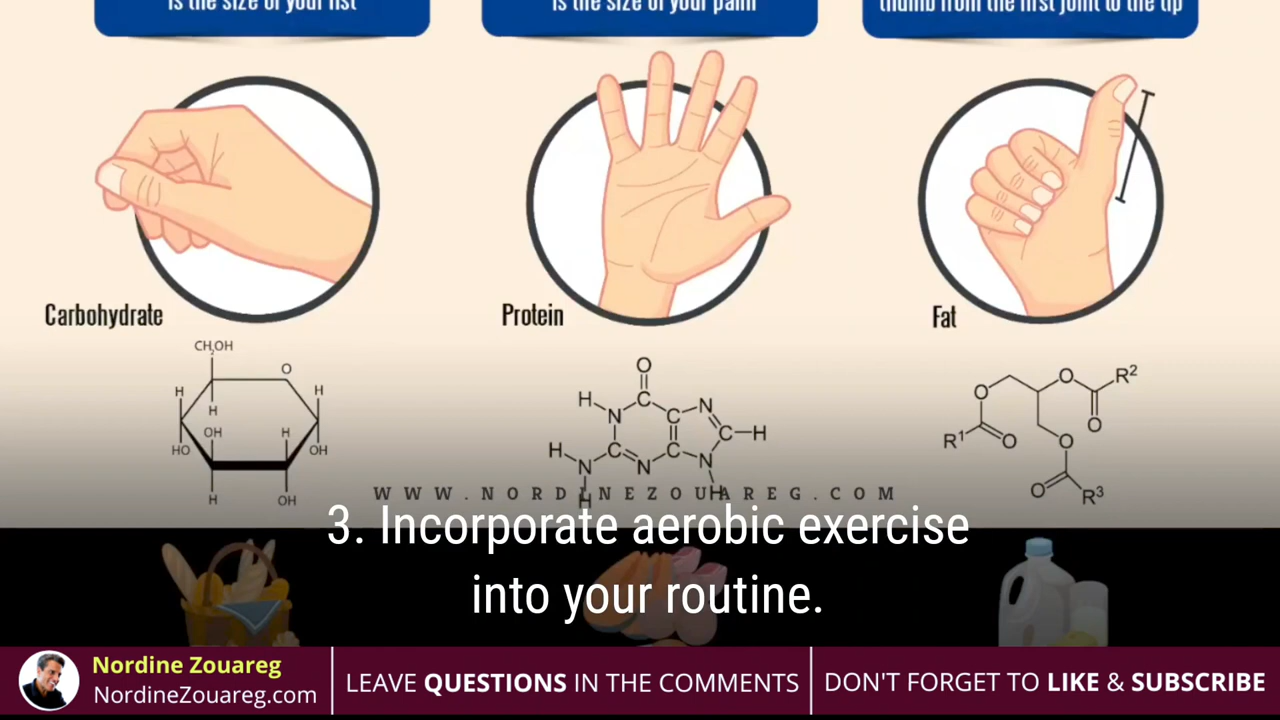 is the size of your fist
is the size of your palm
thumb from the first joint to the tip
Carbohydrate
Protein
Fat
CH2OH
O
H
H
H
OH
H
HO
OH
H
OH
O
H
N
C
C
N
C
H
H
N
C
N
C
N
H
H
O
O
R2
O
R1
O
O
O
R3
WWW.NORDINEZOUAREG.COM
3. Incorporate aerobic exercise
into your routine.
Nordine Zouareg
NordineZouareg.com
LEAVE QUESTIONS IN THE COMMENTS
DON'T FORGET TO LIKE & SUBSCRIBE